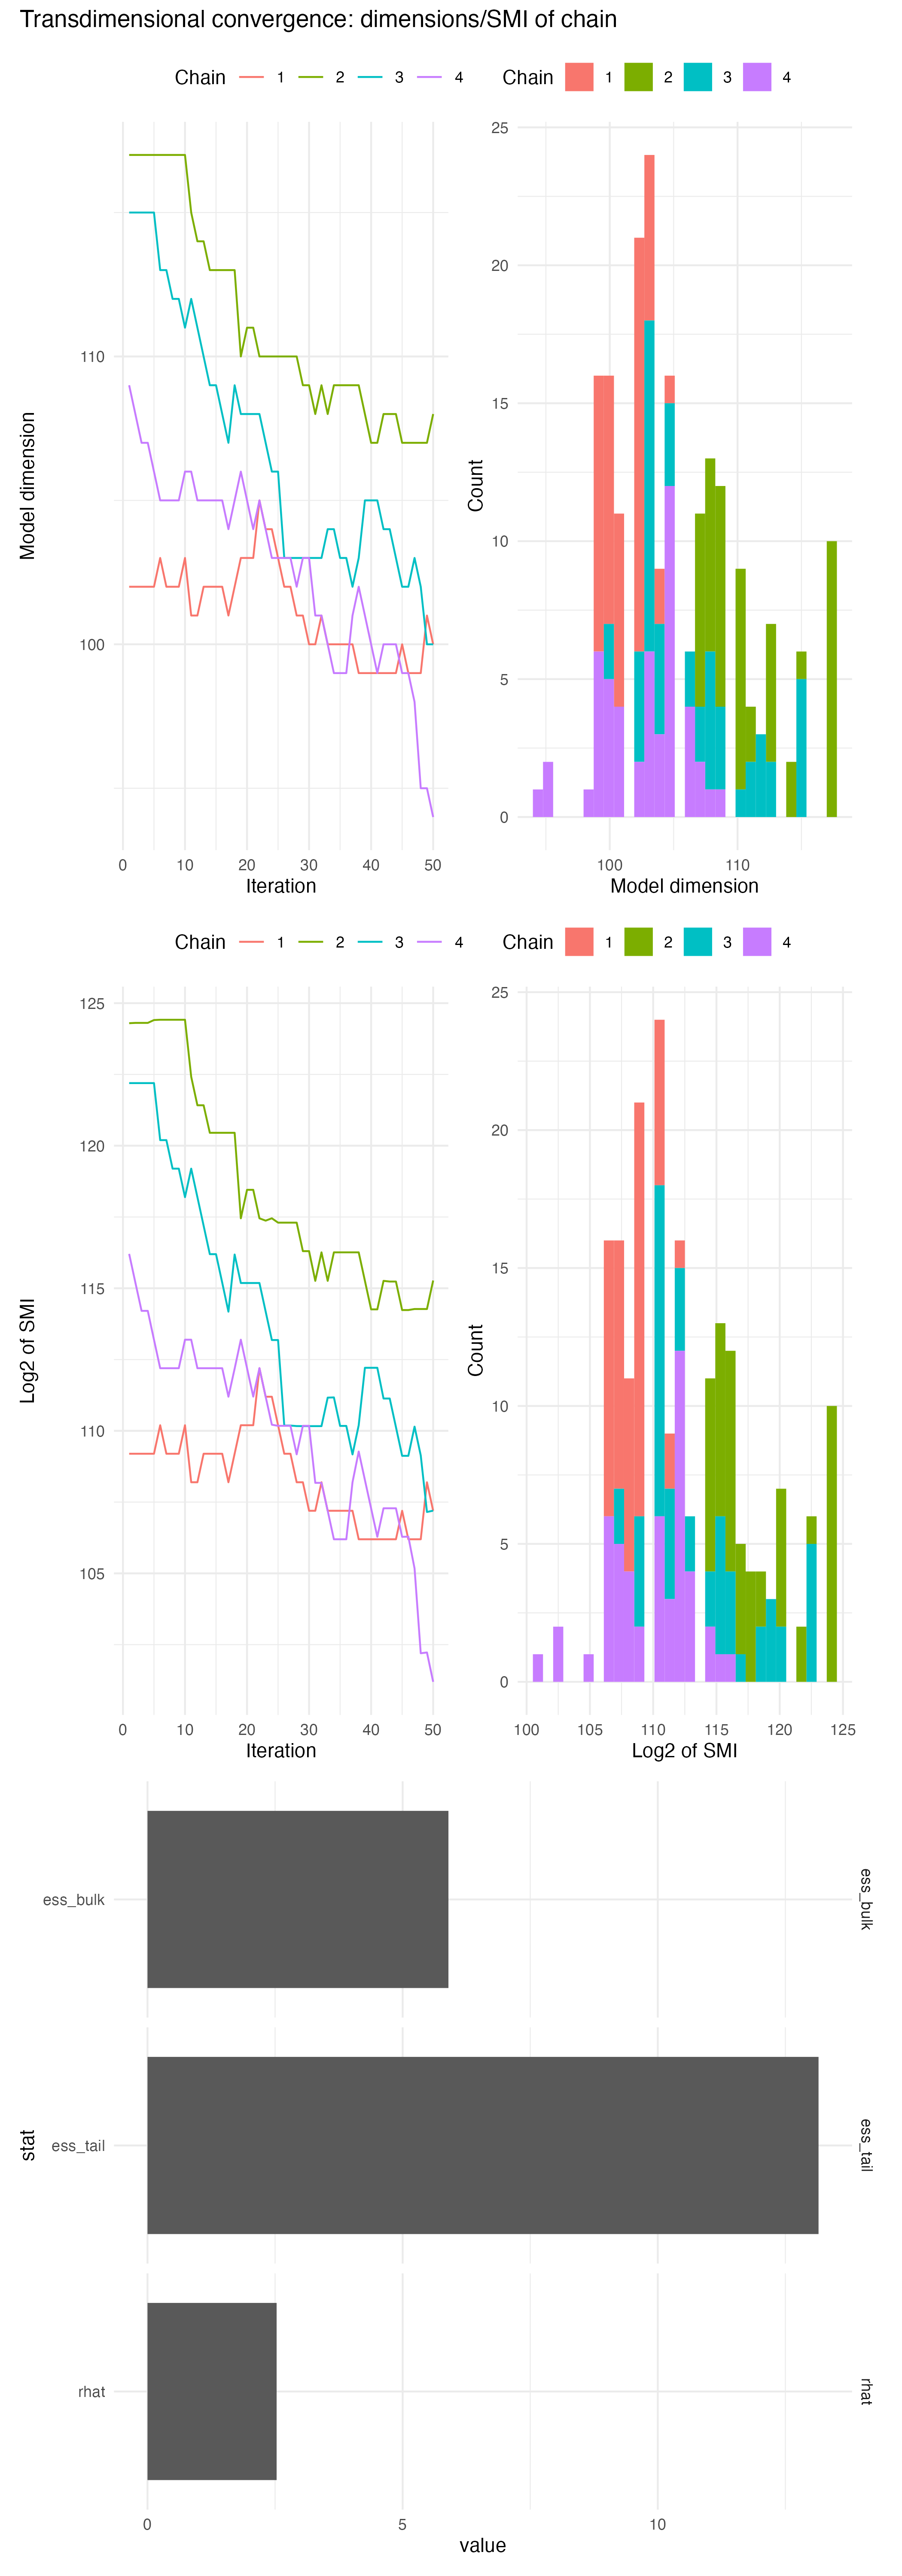 Transdimensional convergence: dimensions/SMI of chain
Chain 1 2 3 4
Chain 1 2 3 4
Model dimension
110
100
0 10 20 30 40 50
Iteration
Count
25
20
15
10
5
0
100 110
Model dimension
Chain 1 2 3 4
Chain 1 2 3 4
Log2 of SMI
125
120
115
110
105
0 10 20 30 40 50
Iteration
Count
25
20
15
10
5
0
100 105 110 115 120 125
Log2 of SMI
stat
ess_bulk
ess_bulk
ess_tail
ess_tail
rhat
rhat
0 5 10
value